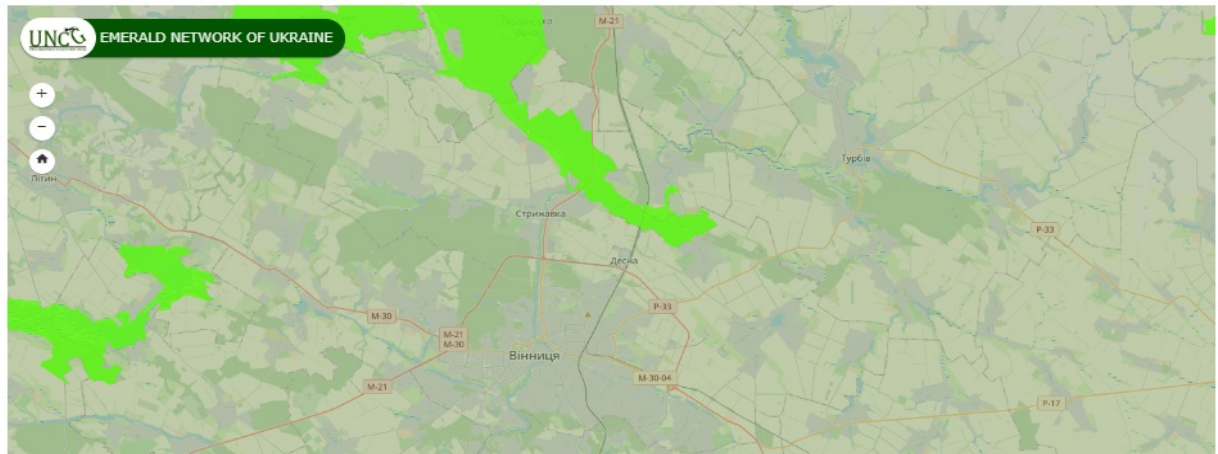 UNCG EMERALD NETWORK OF UKRAINE
M-21
+
−
Турбів
Літин
Стрижавка
P-33
Десна
P-33
M-30
M-21
M-30
Вінниця
M-30-04
M-21
P-17